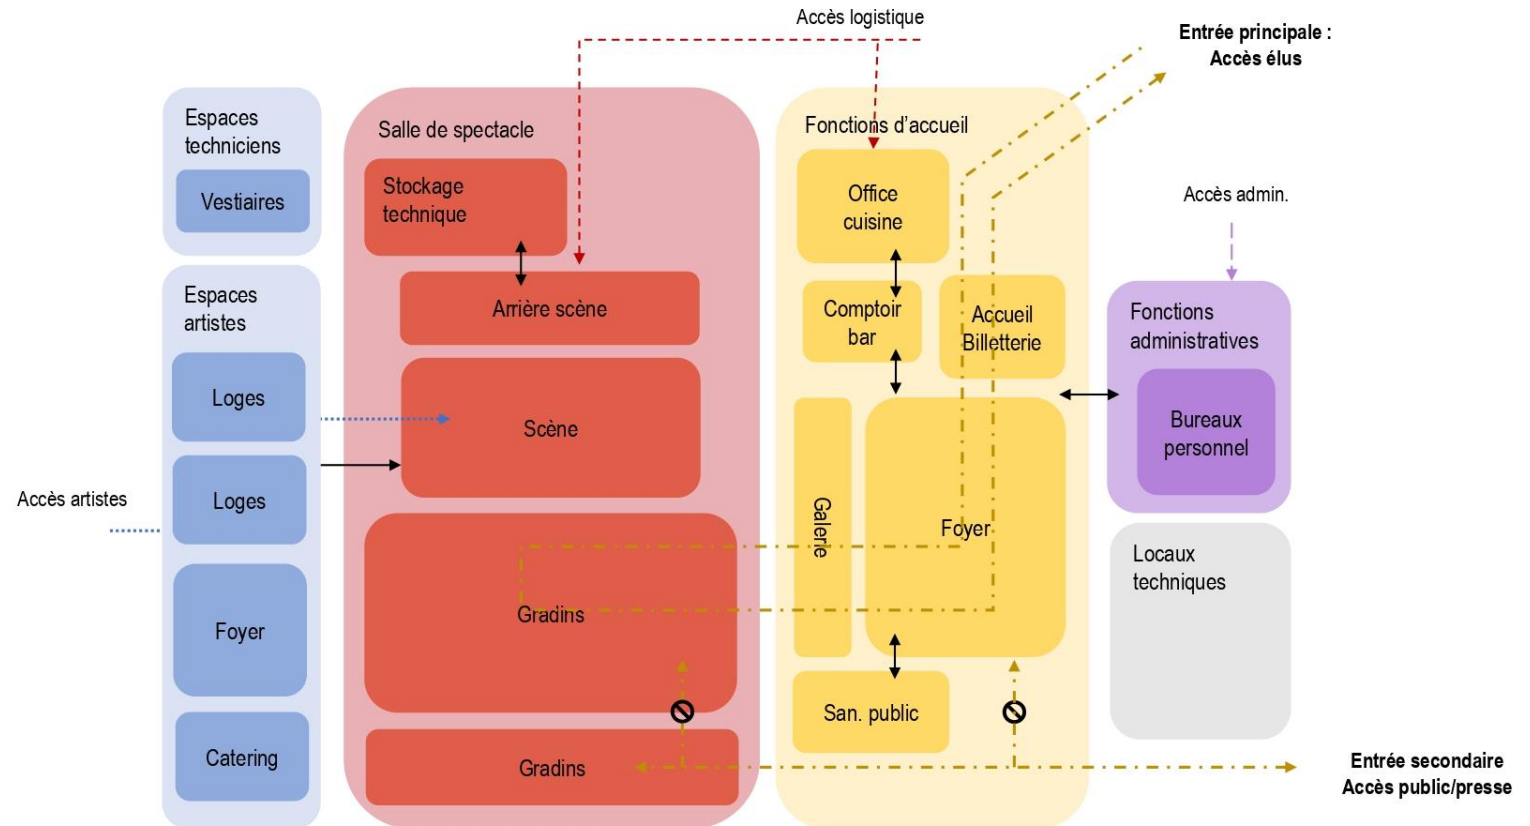 Accès logistique
Entrée principale :
Accès élus
Espaces
techniciens
Vestiaires
Salle de spectacle
Stockage
technique
Fonctions d'accueil
Office
cuisine
Accès admin.
Espaces
artistes
Arrière scène
Comptoir
bar
Accueil
Billetterie
Fonctions
administratives
Loges
Scène
Bureaux
personnel
Loges
Accès artistes
Galerie
Foyer
Locaux
techniques
Foyer
Gradins
San. public
Catering
Gradins
Entrée secondaire
Accès public/presse